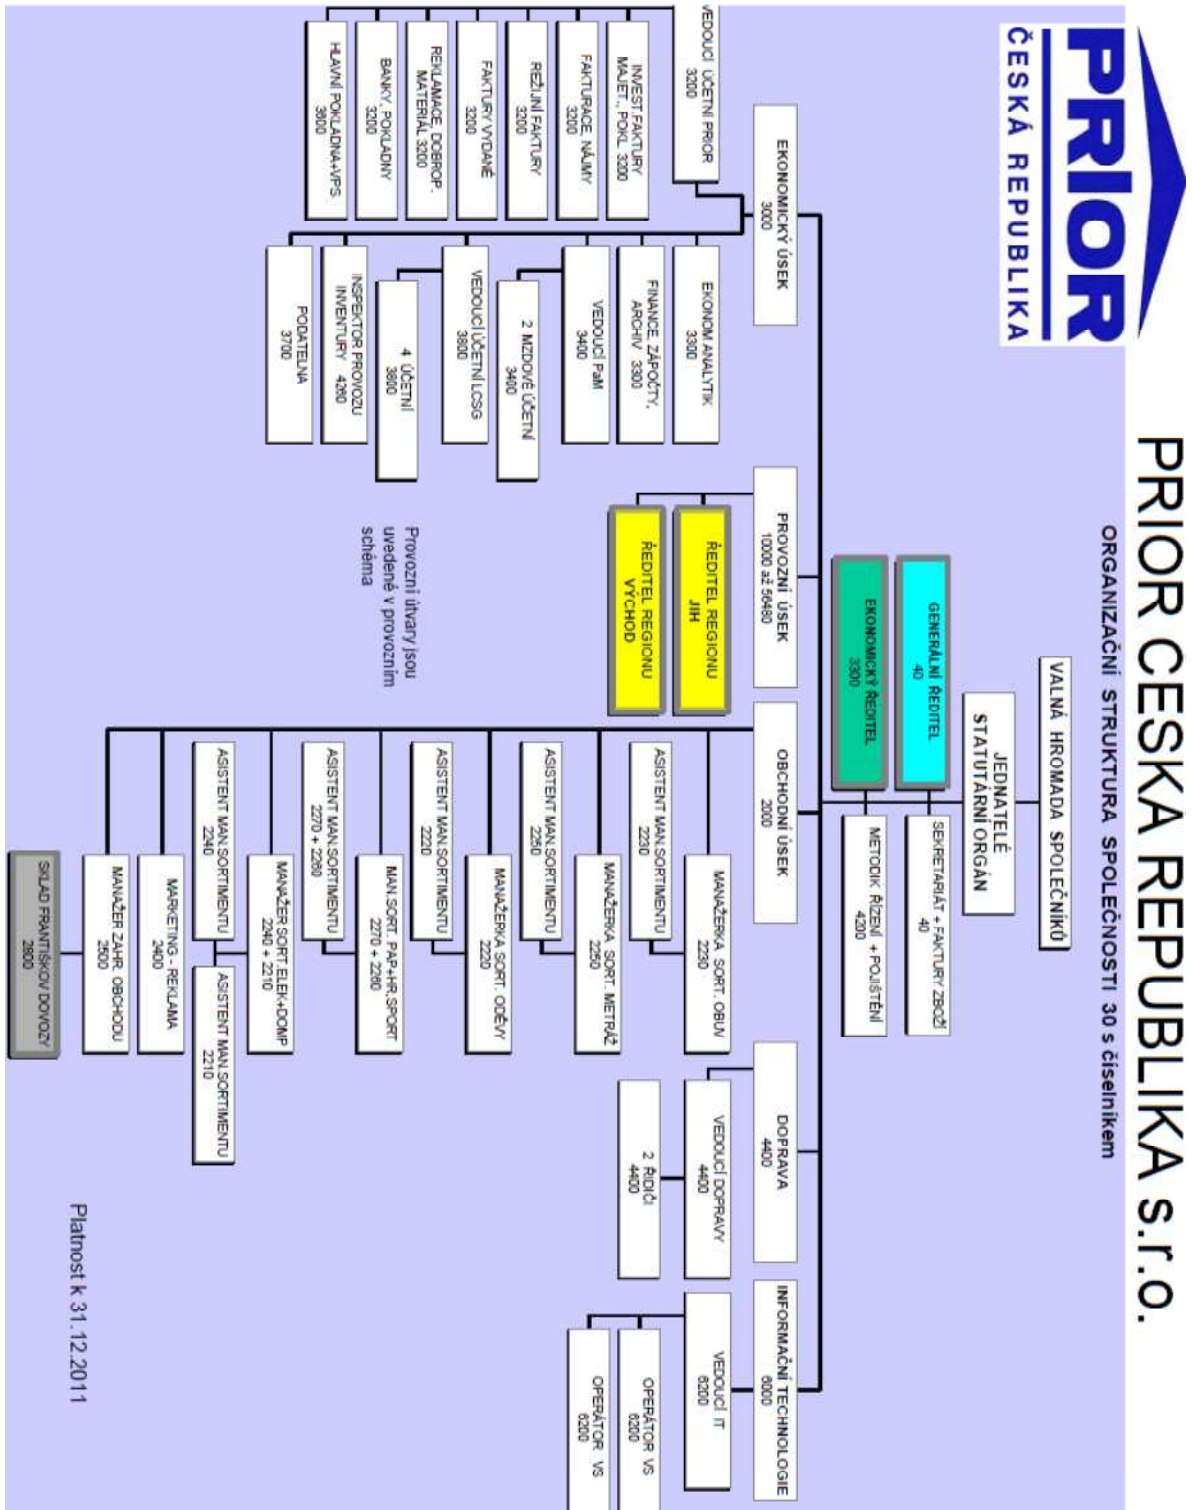 PRIOR
ČESKÁ REPUBLIKA
PRIOR ČESKÁ REPUBLIKA s.r.o.
ORGANIZAČNÍ STRUKTURA SPOLEČNOSTI 30 s číselníkem
VALNÁ HROMADA SPOLEČNÍKŮ
JEDNATELÉ
STATUTÁRNÍ ORGÁN
GENERÁLNÍ ŘEDITEL
40
SEKRETARIÁT + FAKTURY ZBOŽÍ
40
EKONOMICKÝ ŘEDITEL
3300
METODIK ŘÍZENÍ + POJIŠTĚNÍ
4200
EKONOMICKÝ ÚSEK
3000
PROVOZNÍ ÚSEK
10000 až 56480
OBCHODNÍ ÚSEK
2000
DOPRAVA
4400
INFORMAČNÍ TECHNOLOGIE
6000
VEDOUCÍ ÚČETNÍ PRIOR
3200
INVEST.FAKTURY
MAJET., POKL. 3200
FAKTURACE, NÁJMY
3200
REŽIJNÍ FAKTURY
3200
FAKTURY VYDANÉ
3200
REKLAMACE, DOBROP.
MATERIÁL 3200
BANKY, POKLADNY
3200
HLAVNÍ POKLADNA+VPS
3600
EKONOM ANALYTIK
3300
FINANCE, ZÁPOČTY,
ARCHIV 3300
VEDOUCÍ PaM
3400
2 MZDOVÉ ÚČETNÍ
3400
VEDOUCÍ ÚČETNÍ LCSG
3800
4 ÚČETNÍ
3800
INSPEKTOR PROVOZU
INVENTURY 4260
PODATELNA
3700
ŘEDITEL REGIONU
JIH
ŘEDITEL REGIONU
VÝCHOD
Provozní útvary jsou
uvedené v provozním
schéma
MANAŽERKA SORT. OBUV
2230
ASISTENT MAN.SORTIMENTU
2230
MANAŽERKA SORT. METRÁŽ
2250
ASISTENT MAN.SORTIMENTU
2250
MANAŽERKA SORT. ODĚVY
2220
ASISTENT MAN.SORTIMENTU
2220
MAN.SORT. PAP+HR.SPORT
2270 + 2260
ASISTENT MAN.SORTIMENTU
2270 + 2260
MANAŽER SORT.ELEK+DOMP
2240 + 2210
ASISTENT MAN.SORTIMENTU
2240
ASISTENT MAN.SORTIMENTU
2210
MARKETING - REKLAMA
2400
MANAŽER ZAHR. OBCHODU
2500
SKLAD FRANTIŠKOV DOVOZY
2900
VEDOUCÍ DOPRAVY
4400
2 ŘIDIČI
4400
VEDOUCÍ IT
6200
OPERÁTOR VS
6200
OPERÁTOR VS
6200
Platnost k 31.12.2011